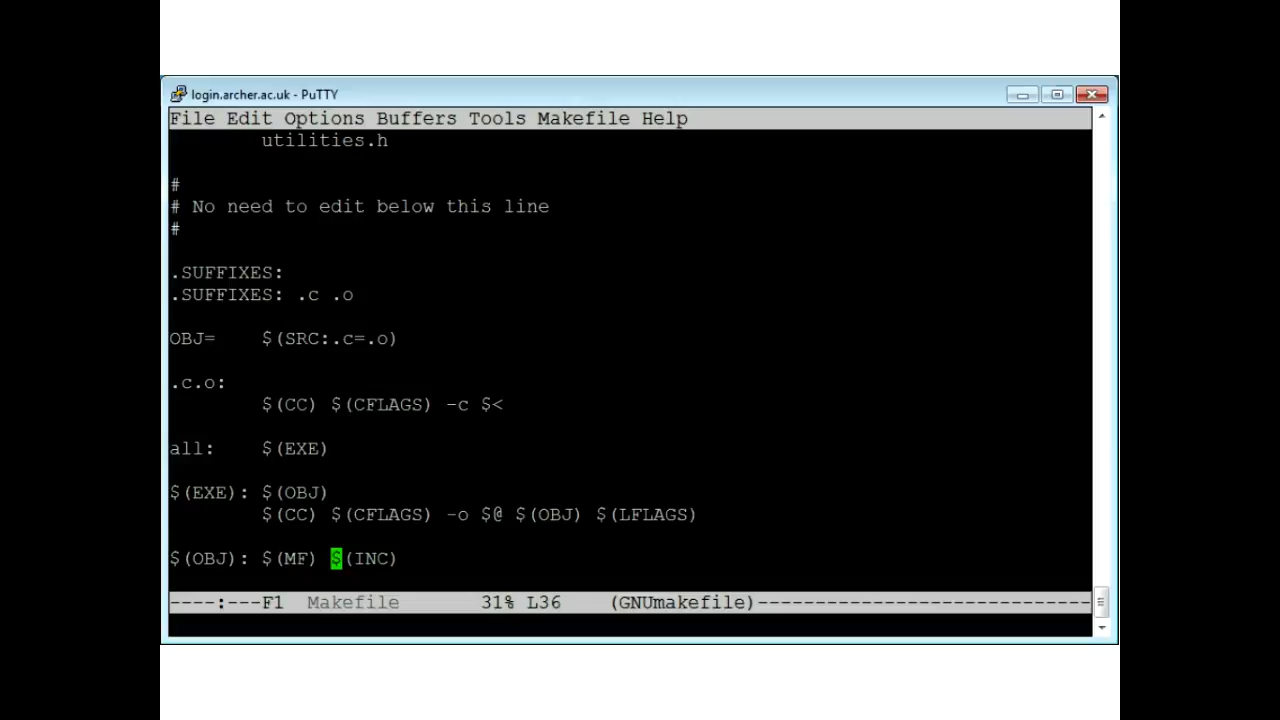 login.archer.ac.uk - PuTTY
File Edit Options Buffers Tools Makefile Help
utilities.h
#
# No need to edit below this line
#
.SUFFIXES:
.SUFFIXES: .c .o
OBJ= $(SRC:.c=.o)
.c.o:
$(CC) $(CFLAGS) -c $<
all: $(EXE)
$(EXE): $(OBJ)
$(CC) $(CFLAGS) -o $@ $(OBJ) $(LFLAGS)
$(OBJ): $(MF) $(INC)
----:---F1 Makefile 31% L36 (GNUmakefile)-----------------------------